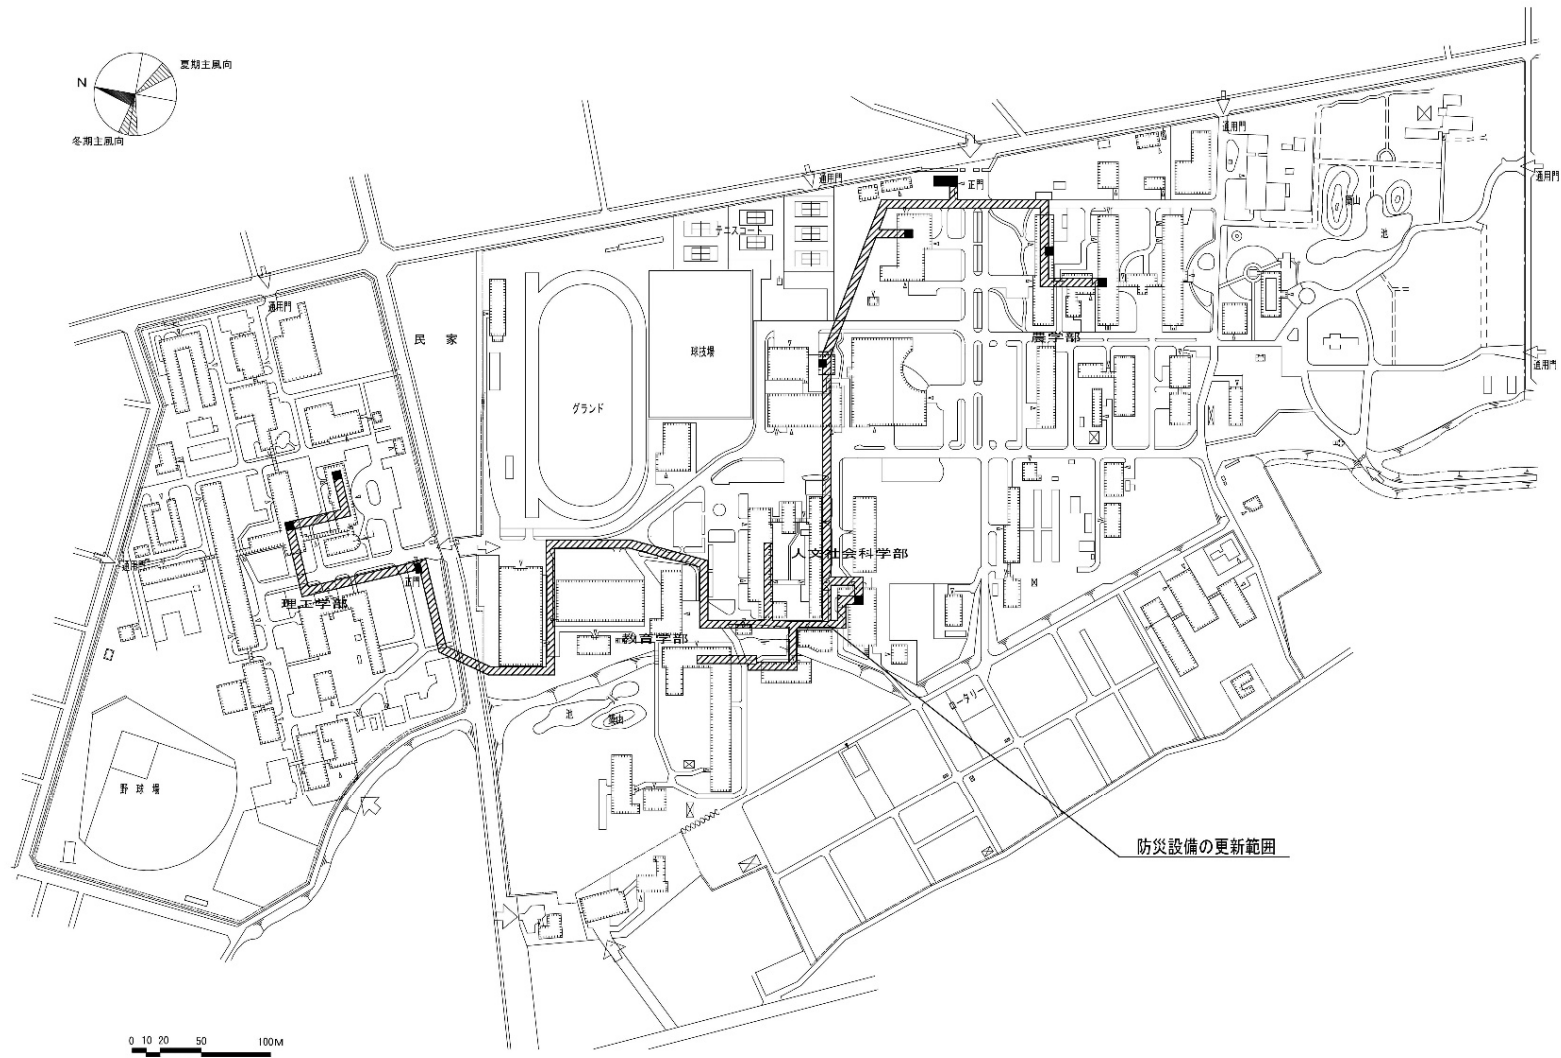 夏期主風向
N
冬期主風向
通用門
通用門
正門
通用門
築山
池
テニスコート
通用門
民 家
球技場
農学部
通用門
グランド
人文社会科学部
通用門
正門
理工学部
教育学部
池
築山
ロータリー
野 球 場
防災設備の更新範囲
0 10 20 50 100M